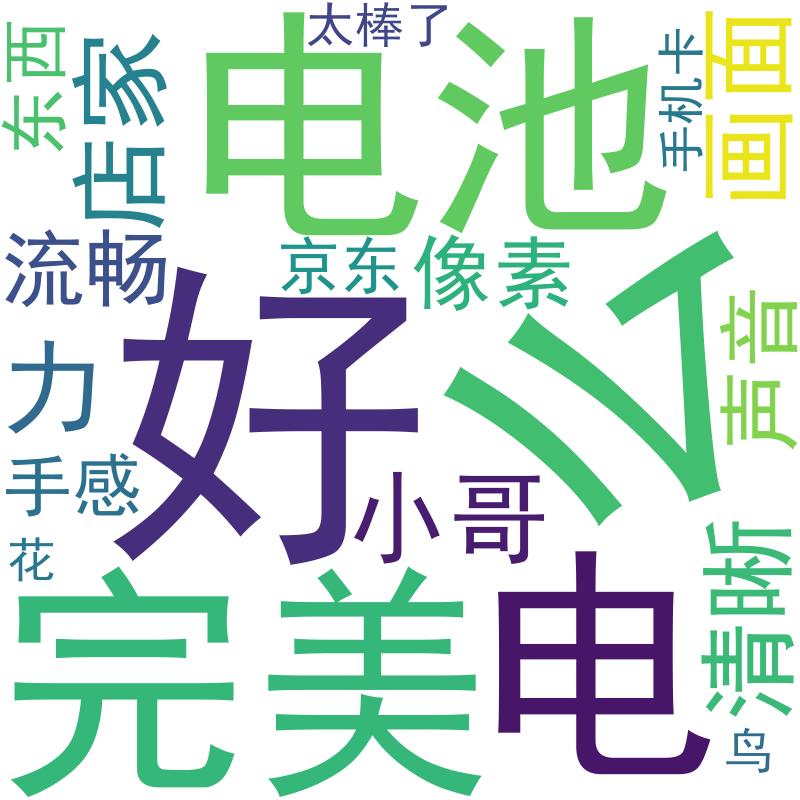 太棒了
东西
店家
电池
手机卡
画面
流畅
京东
像素
好
么
声音
力
手感
小哥
花
完美
电
清晰
鸟